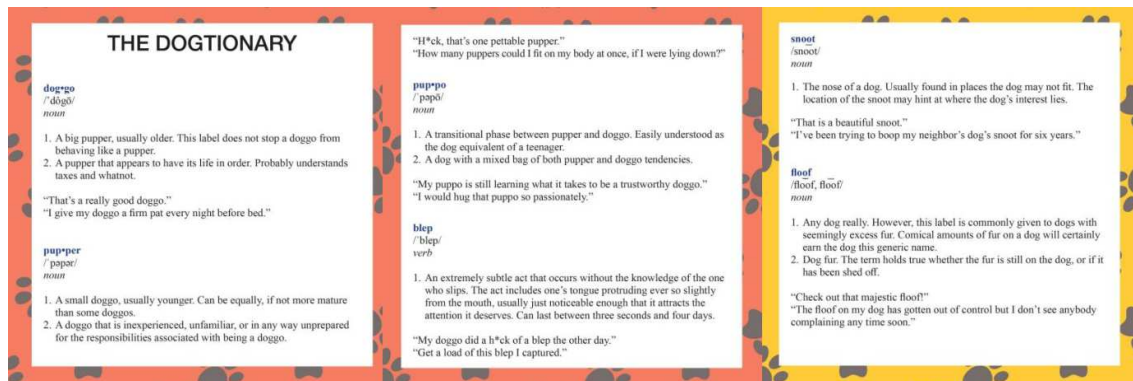 THE DOGTIONARY
dog•go
/ˈdôgō/
noun
1. A big pupper, usually older. This label does not stop a doggo from
behaving like a pupper.
2. A pupper that appears to have its life in order. Probably understands
taxes and whatnot.
“That’s a really good doggo.”
“I give my doggo a firm pat every night before bed.”
pup•per
/ˈpəpər/
noun
1. A small doggo, usually younger. Can be equally, if not more mature
than some doggos.
2. A doggo that is inexperienced, unfamiliar, or in any way unprepared
for the responsibilities associated with being a doggo.
“H*ck, that’s one pettable pupper.”
“How many puppers could I fit on my body at once, if I were lying down?”
pup•po
/ˈpəpō/
noun
1. A transitional phase between pupper and doggo. Easily understood as
the dog equivalent of a teenager.
2. A dog with a mixed bag of both pupper and doggo tendencies.
“My puppo is still learning what it takes to be a trustworthy doggo.”
“I would hug that puppo so passionately.”
blep
/ˈblep/
verb
1. An extremely subtle act that occurs without the knowledge of the one
who slips. The act includes one’s tongue protruding ever so slightly
from the mouth, usually just noticeable enough that it attracts the
attention it deserves. Can last between three seconds and four days.
“My doggo did a h*ck of a blep the other day.”
“Get a load of this blep I captured.”
snoot
/sno͞ot/
noun
1. The nose of a dog. Usually found in places the dog may not fit. The
location of the snoot may hint at where the dog’s interest lies.
“That is a beautiful snoot.”
“I’ve been trying to boop my neighbor’s dog’s snoot for six years.”
floof
/flo͝of, flo͞of/
noun
1. Any dog really. However, this label is commonly given to dogs with
seemingly excess fur. Comical amounts of fur on a dog will certainly
earn the dog this generic name.
2. Dog fur. The term holds true whether the fur is still on the dog, or if it
has been shed off.
“Check out that majestic floof!”
“The floof on my dog has gotten out of control but I don’t see anybody
complaining any time soon.”